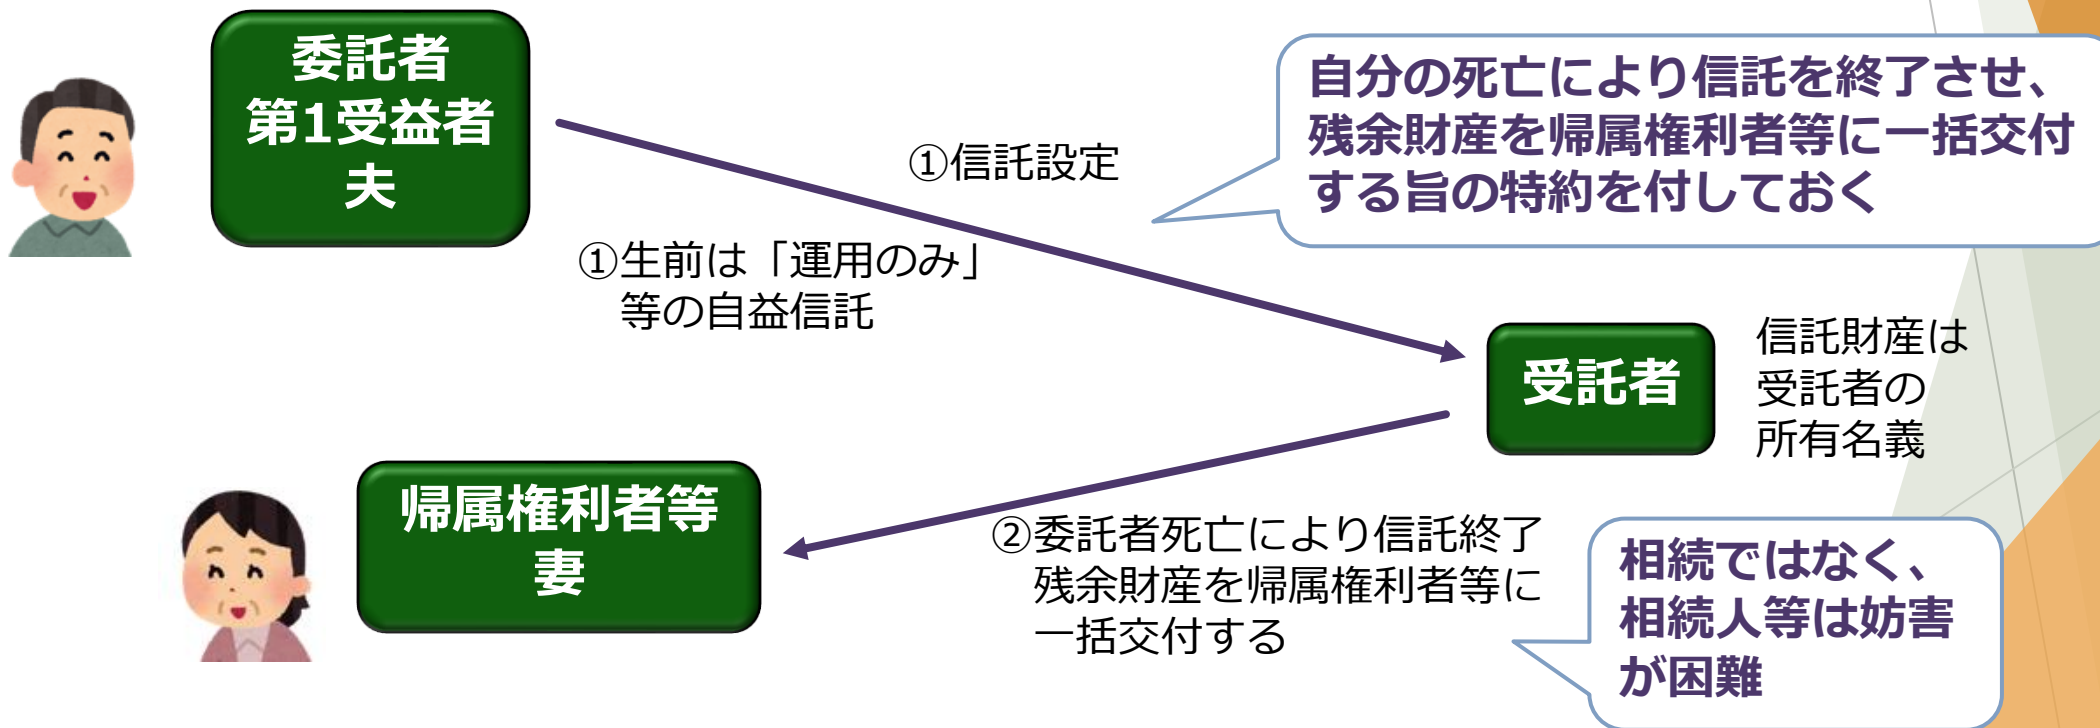 委託者
第1受益者
夫
①信託設定
自分の死亡により信託を終了させ、
残余財産を帰属権利者等に一括交付
する旨の特約を付しておく
①生前は「運用のみ」
等の自益信託
受託者
信託財産は
受託者の
所有名義
帰属権利者等
妻
②委託者死亡により信託終了
残余財産を帰属権利者等に
一括交付する
相続ではなく、
相続人等は妨害
が困難